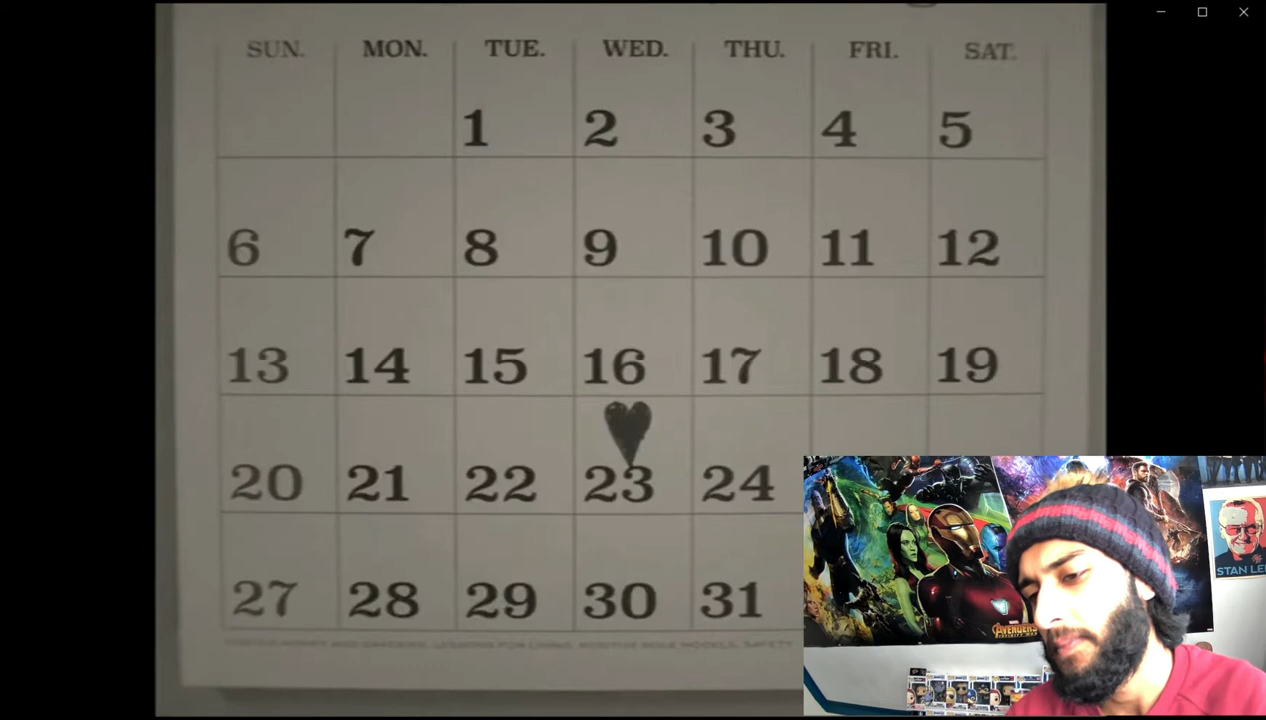 SUN. MON. TUE. WED. THU. FRI. SAT.
1 2 3 4 5
6 7 8 9 10 11 12
13 14 15 16 17 18 19
20 21 22 23 24
27 28 29 30 31
AVENGERS
STAN LE